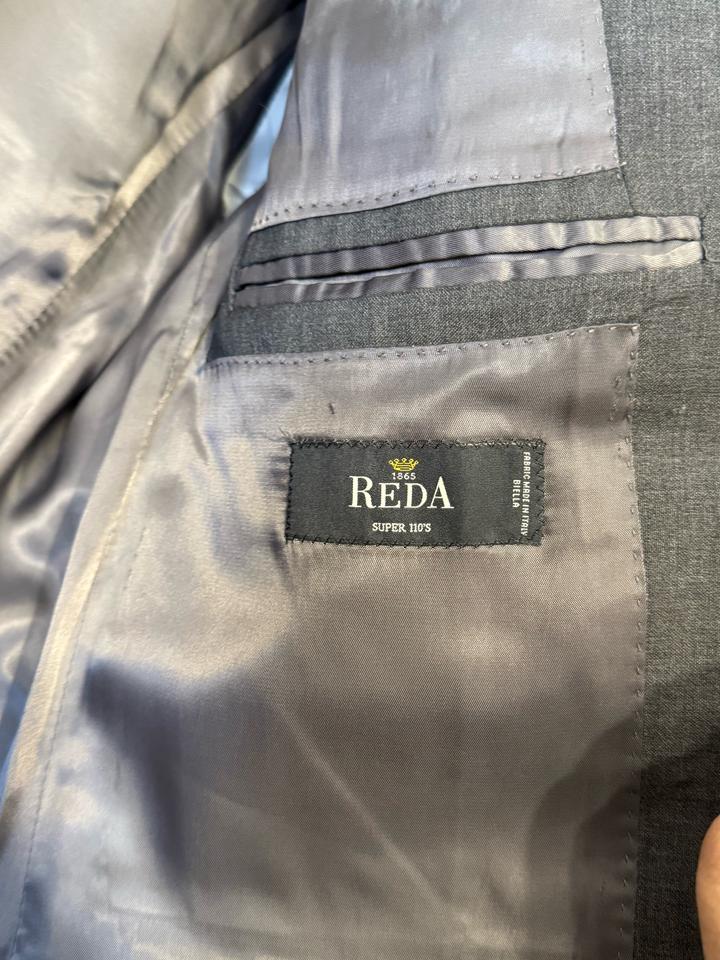 1865
REDA
SUPER 110'S
FABRIC MADE IN ITALY
BIELLA